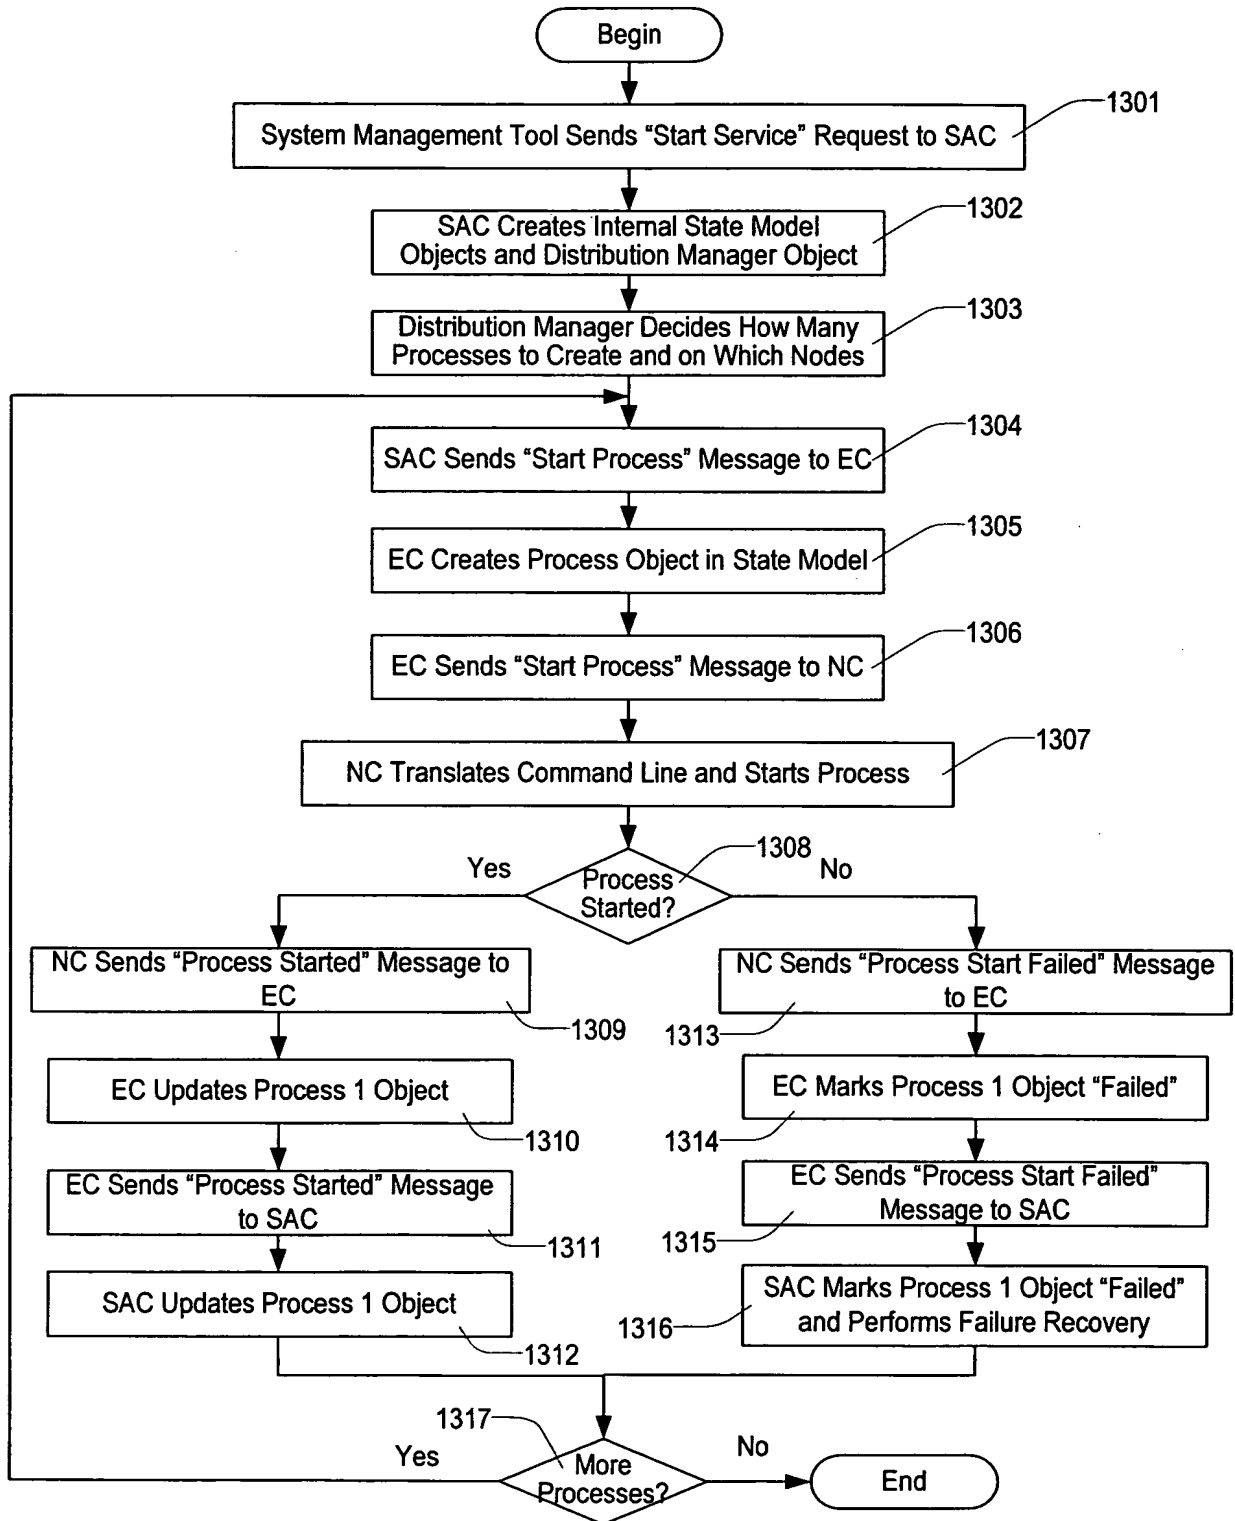 Begin
1301
System Management Tool Sends “Start Service” Request to SAC
1302
SAC Creates Internal State Model
Objects and Distribution Manager Object
1303
Distribution Manager Decides How Many
Processes to Create and on Which Nodes
1304
SAC Sends “Start Process” Message to EC
1305
EC Creates Process Object in State Model
1306
EC Sends “Start Process” Message to NC
1307
NC Translates Command Line and Starts Process
1308
Yes
No
Process
Started?
NC Sends “Process Started” Message to
EC
1309
EC Updates Process 1 Object
1310
EC Sends “Process Started” Message
to SAC
1311
SAC Updates Process 1 Object
1312
NC Sends “Process Start Failed” Message
to EC
1313
EC Marks Process 1 Object “Failed”
1314
EC Sends “Process Start Failed”
Message to SAC
1315
SAC Marks Process 1 Object “Failed”
and Performs Failure Recovery
1316
1317
Yes
No
More
Processes?
End